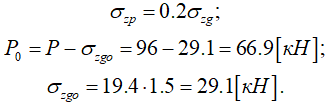 σzp = 0.2σzg;
P0 = P − σzgo = 96 − 29.1 = 66.9[кН];
σzgo = 19.4·1.5 = 29.1[кН].